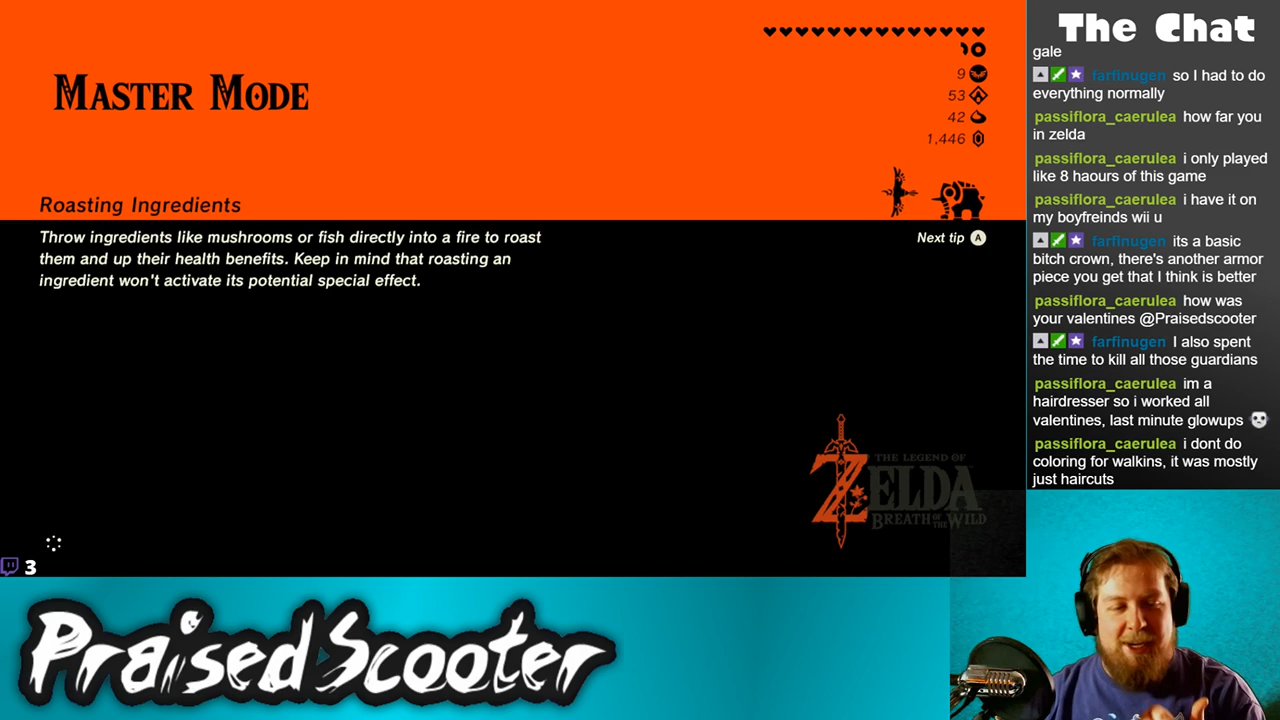 MASTER MODE
9
53
42
1,446
Roasting Ingredients
Throw ingredients like mushrooms or fish directly into a fire to roast
them and up their health benefits. Keep in mind that roasting an
ingredient won't activate its potential special effect.
Next tip A
THE LEGEND OF
ZELDA
BREATH OF THE WILD
3
PraisedScooter
The Chat
gale
farfinugen so I had to do
everything normally
passiflora_caerulea how far you
in zelda
passiflora_caerulea i only played
like 8 haours of this game
passiflora_caerulea i have it on
my boyfreinds wii u
farfinugen its a basic
bitch crown, there's another armor
piece you get that I think is better
passiflora_caerulea how was
your valentines @Praisedscooter
farfinugen I also spent
the time to kill all those guardians
passiflora_caerulea im a
hairdresser so i worked all
valentines, last minute glowups
passiflora_caerulea i dont do
coloring for walkins, it was mostly
just haircuts